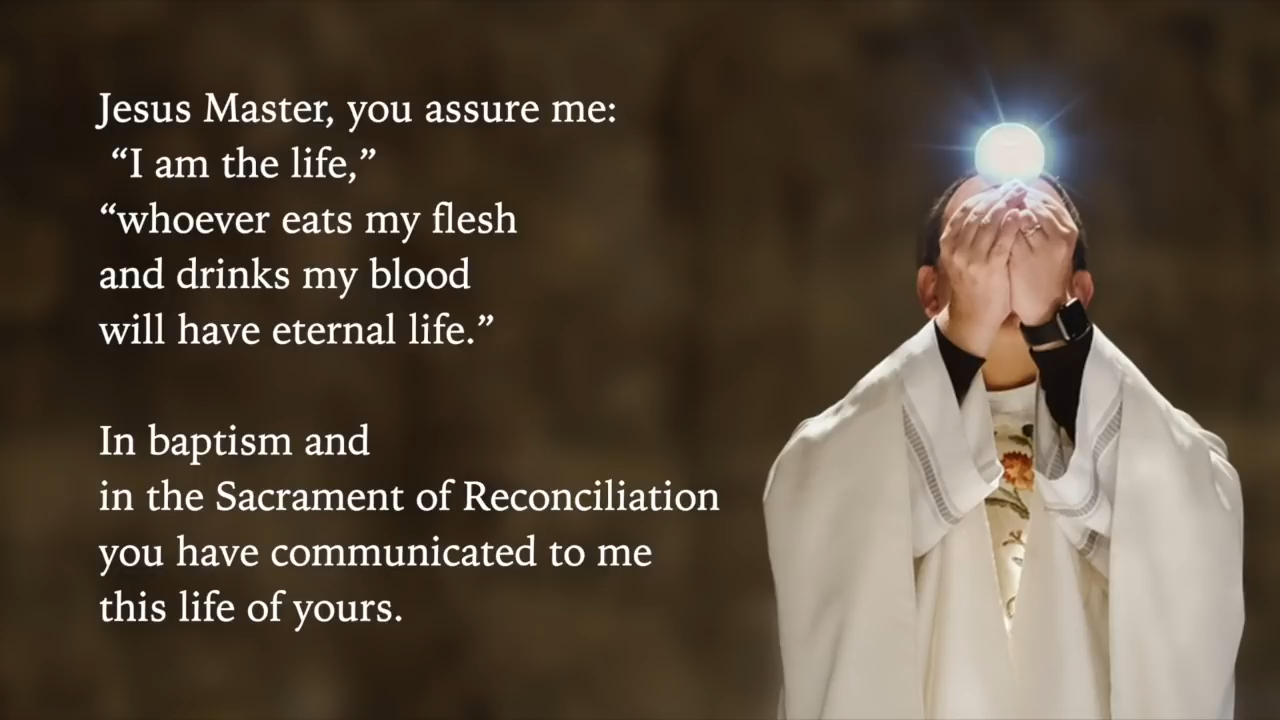 Jesus Master, you assure me:
“I am the life,”
“whoever eats my flesh
and drinks my blood
will have eternal life.”
In baptism and
in the Sacrament of Reconciliation
you have communicated to me
this life of yours.